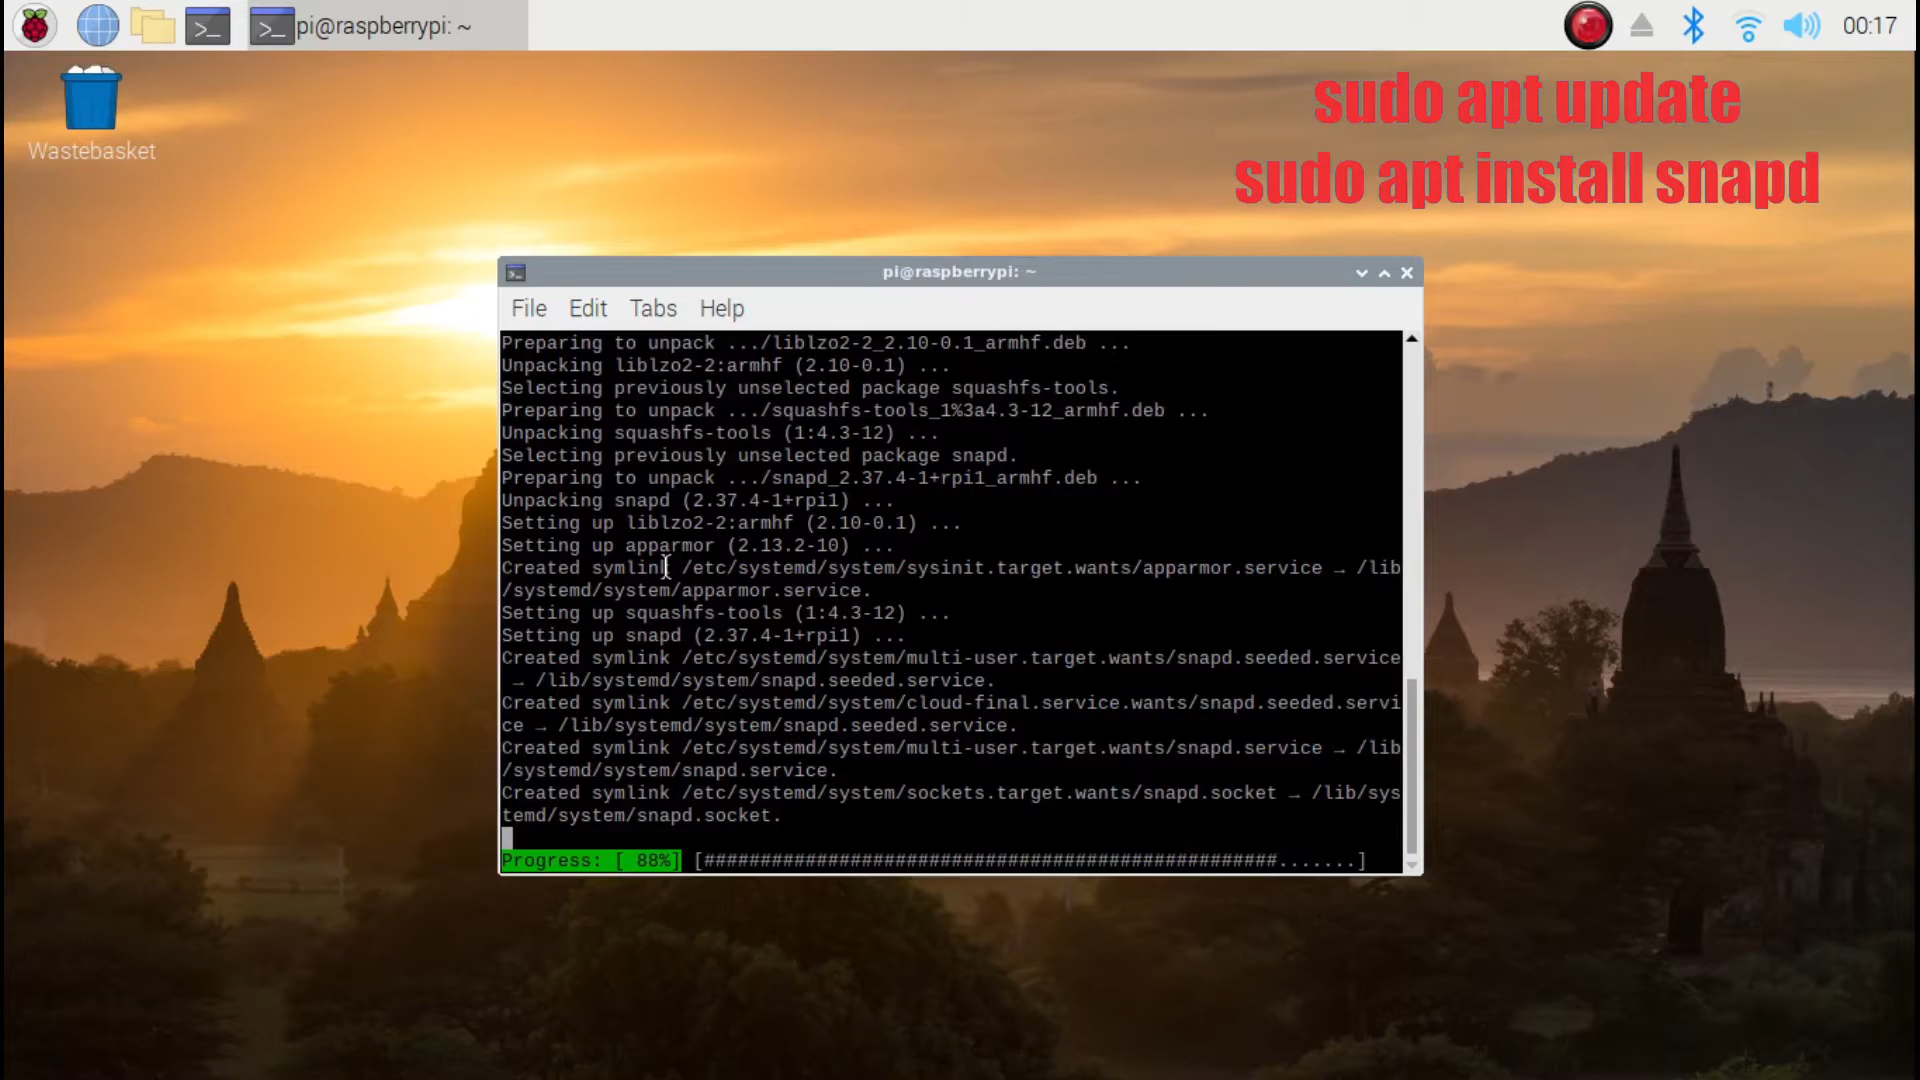 pi@raspberrypi: ~
00:17
Wastebasket
sudo apt update
sudo apt install snapd
pi@raspberrypi: ~
File Edit Tabs Help
Preparing to unpack .../liblzo2-2_2.10-0.1_armhf.deb ...
Unpacking liblzo2-2:armhf (2.10-0.1) ...
Selecting previously unselected package squashfs-tools.
Preparing to unpack .../squashfs-tools_1%3a4.3-12_armhf.deb ...
Unpacking squashfs-tools (1:4.3-12) ...
Selecting previously unselected package snapd.
Preparing to unpack .../snapd_2.37.4-1+rpi1_armhf.deb ...
Unpacking snapd (2.37.4-1+rpi1) ...
Setting up liblzo2-2:armhf (2.10-0.1) ...
Setting up apparmor (2.13.2-10) ...
Created symlink /etc/systemd/system/sysinit.target.wants/apparmor.service → /lib
/systemd/system/apparmor.service.
Setting up squashfs-tools (1:4.3-12) ...
Setting up snapd (2.37.4-1+rpi1) ...
Created symlink /etc/systemd/system/multi-user.target.wants/snapd.seeded.service
→ /lib/systemd/system/snapd.seeded.service.
Created symlink /etc/systemd/system/cloud-final.service.wants/snapd.seeded.servi
ce → /lib/systemd/system/snapd.seeded.service.
Created symlink /etc/systemd/system/multi-user.target.wants/snapd.service → /lib
/systemd/system/snapd.service.
Created symlink /etc/systemd/system/sockets.target.wants/snapd.socket → /lib/sys
temd/system/snapd.socket.
Progress: [ 88%] [###################################################.......]